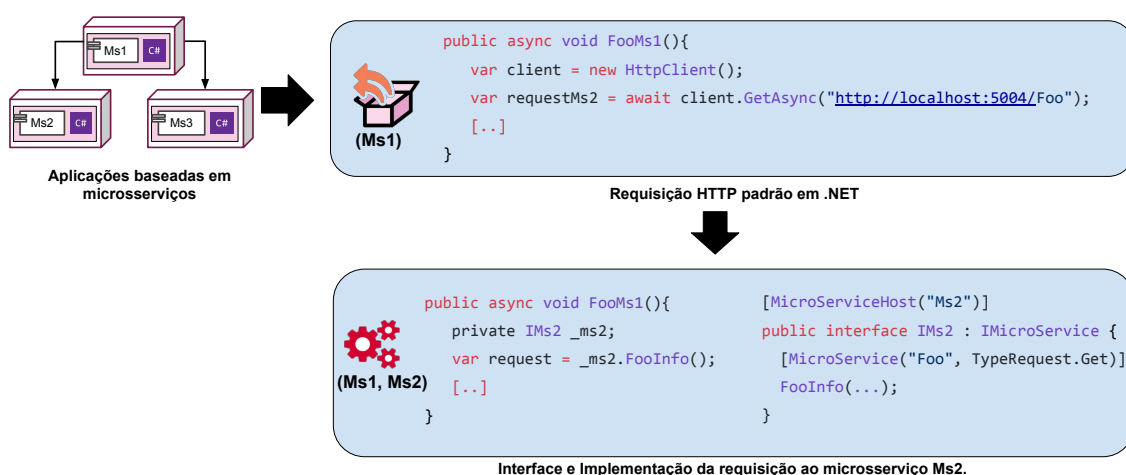 Ms1
C#
Ms2
C#
Ms3
C#
Aplicações baseadas em
microsserviços
public async void FooMs1(){
var client = new HttpClient();
var requestMs2 = await client.GetAsync("http://localhost:5004/Foo");
[..]
}
(Ms1)
Requisição HTTP padrão em .NET
public async void FooMs1(){
private IMs2 _ms2;
var request = _ms2.FooInfo();
[..]
}
(Ms1, Ms2)
[MicroServiceHost("Ms2")]
public interface IMs2 : IMicroService {
[MicroService("Foo", TypeRequest.Get)]
FooInfo(...);
}
Interface e Implementação da requisição ao microsserviço Ms2.